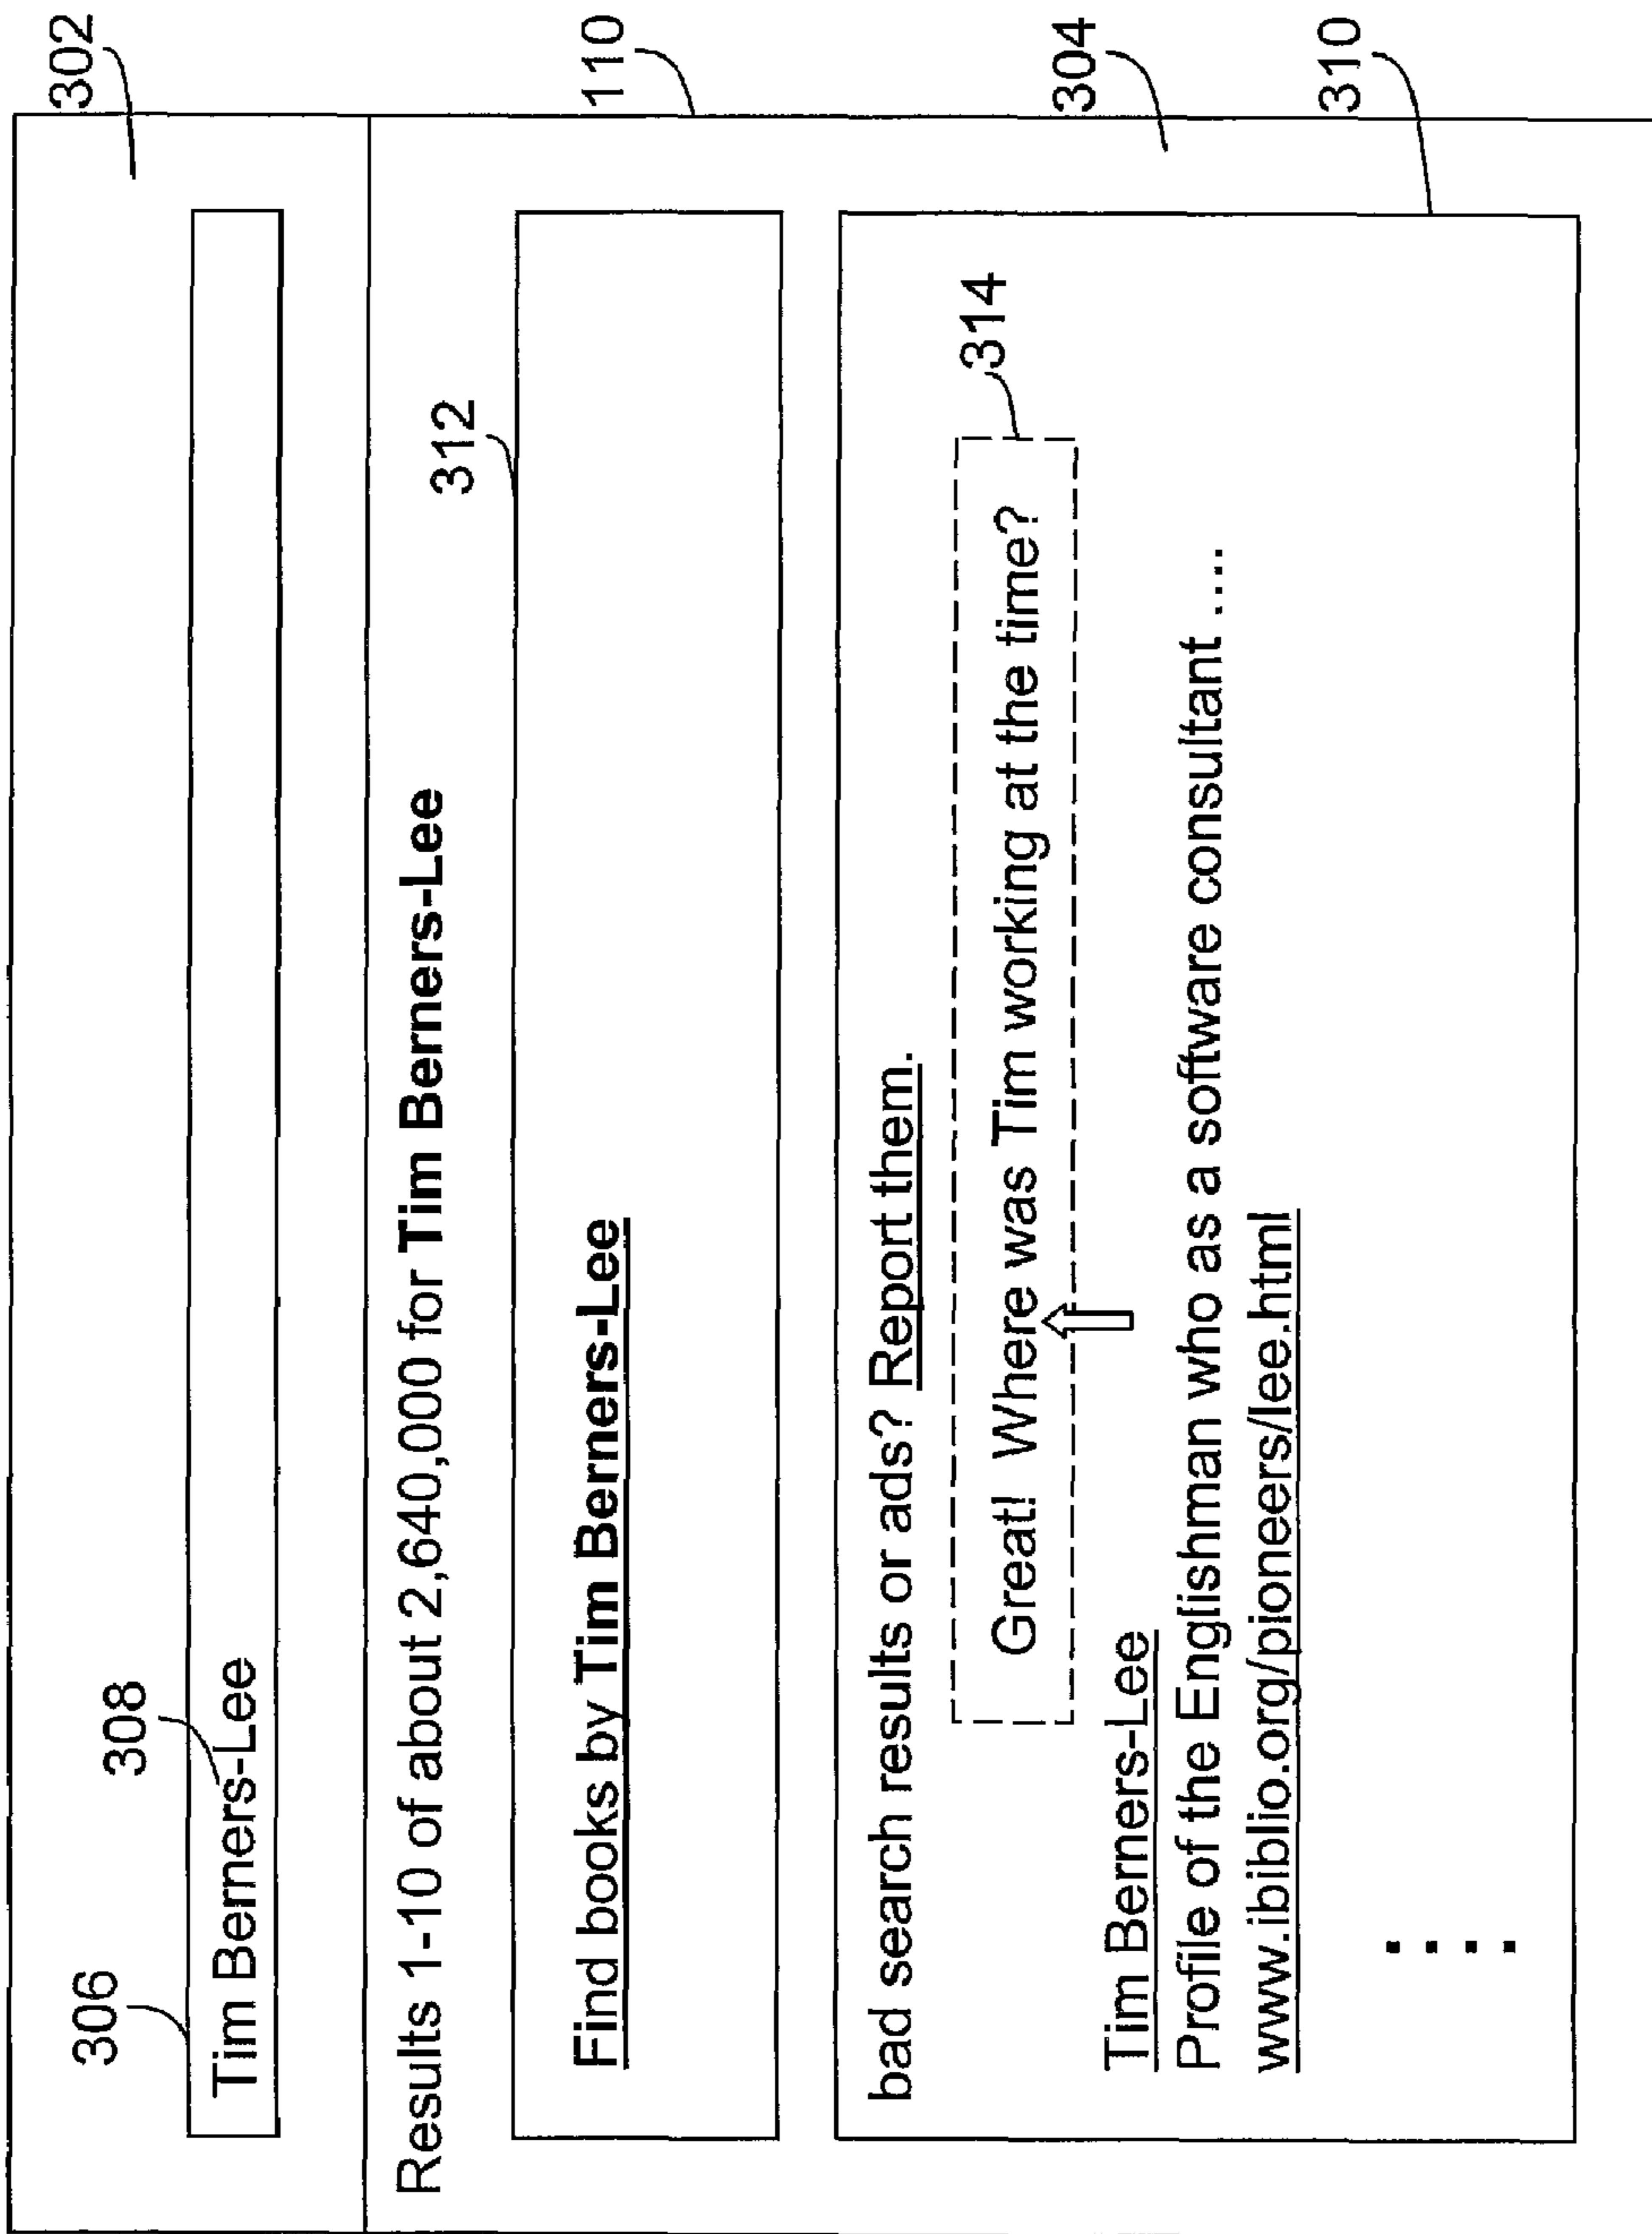 302
306
308
Tim Berners-Lee
Results 1-10 of about 2,640,000 for Tim Berners-Lee
312
110
Find books by Tim Berners-Lee
bad search results or ads? Report them.
314
Great! Where was Tim working at the time?
304
Tim Berners-Lee
Profile of the Englishman who as a software consultant ....
www.ibiblio.org/pioneers/lee.html
310
....